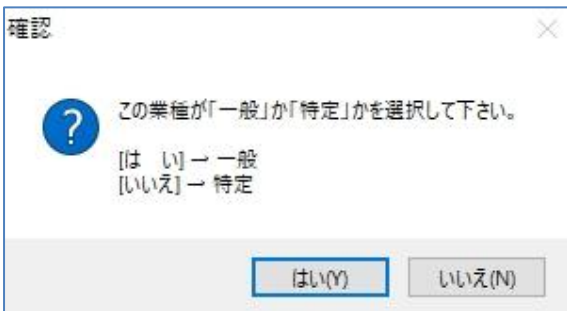 確認
この業種が「一般」か「特定」かを選択して下さい。
[は　い] → 一般
[いいえ] → 特定
はい(Y)
いいえ(N)